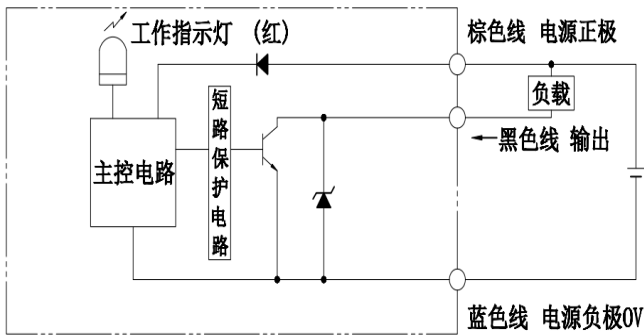 工作指示灯 (红)
棕色线 电源正极
负载
黑色线 输出
主控电路
短路保护电路
蓝色线 电源负极0V